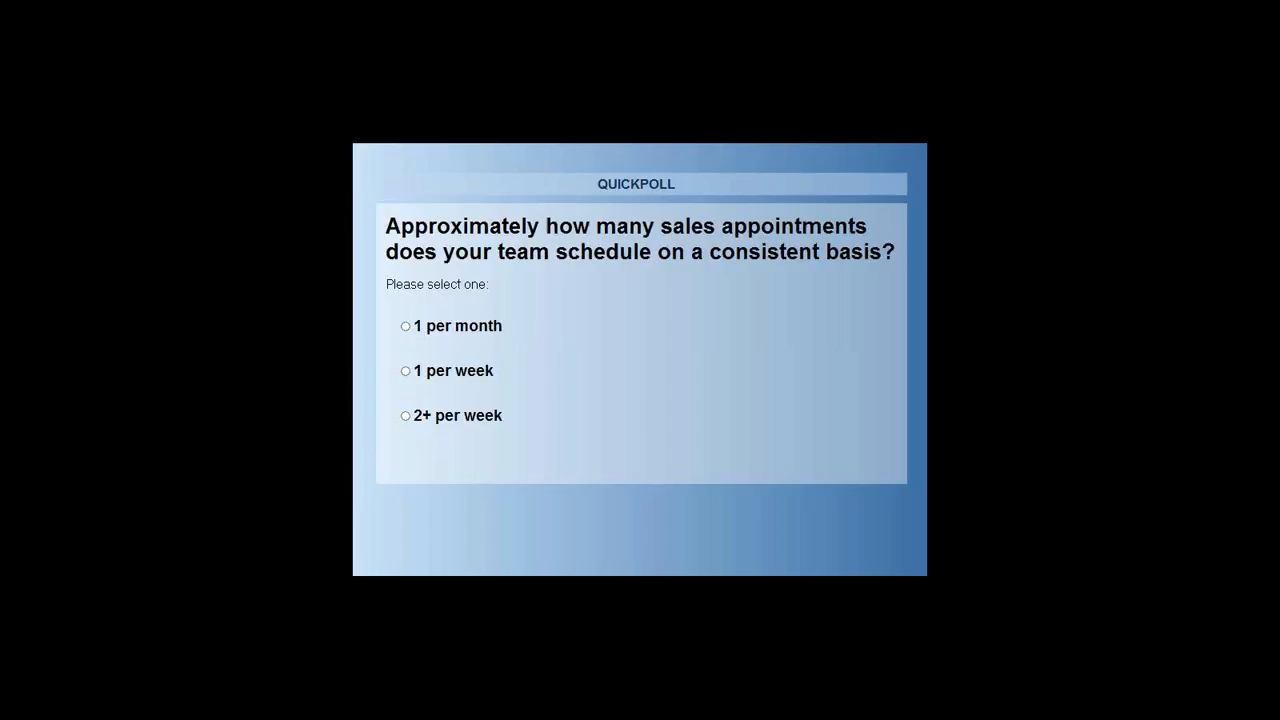 QUICKPOLL
Approximately how many sales appointments
does your team schedule on a consistent basis?
Please select one:
1 per month
1 per week
2+ per week